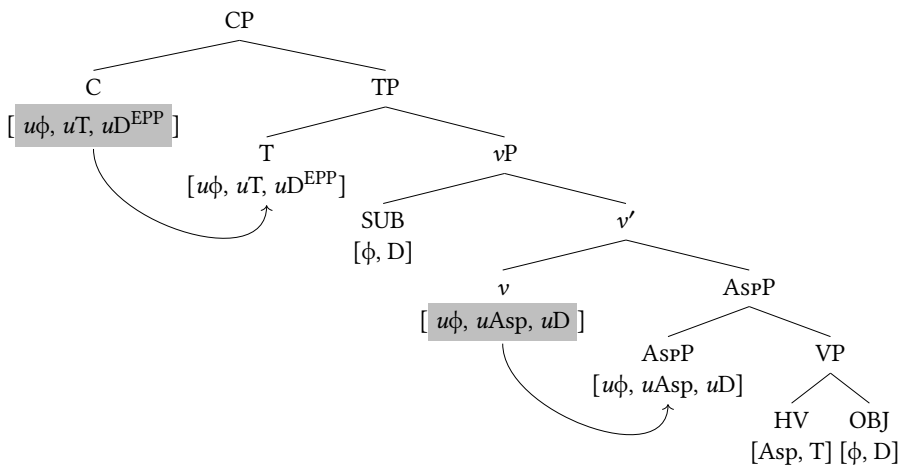 CP
C TP
[ uϕ, uT, uD^EPP ]
T vP
[uϕ, uT, uD^EPP]
SUB v′
[ϕ, D]
v AspP
[ uϕ, uAsp, uD ]
AspP VP
[uϕ, uAsp, uD]
HV OBJ
[Asp, T] [ϕ, D]